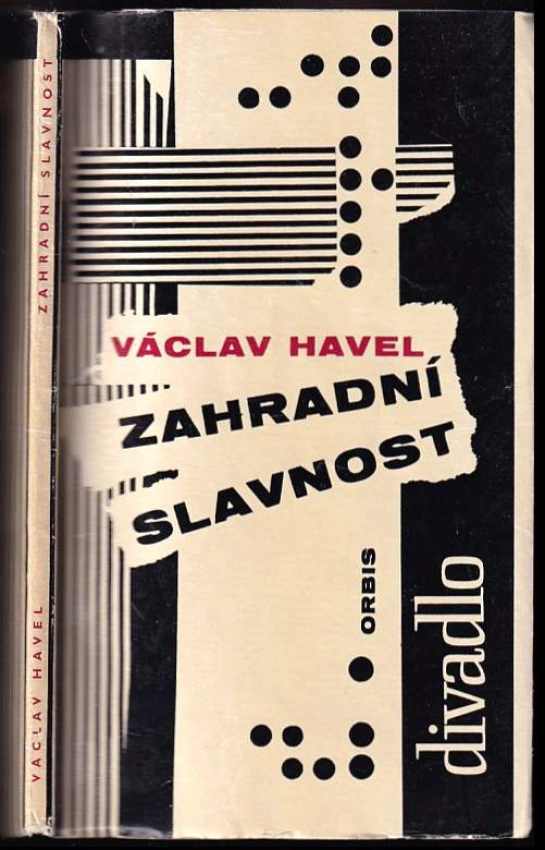 VÁCLAV HAVEL
ZAHRADNÍ
SLAVNOST
ORBIS
divadlo
VÁCLAV HAVEL
ZAHRADNÍ SLAVNOST